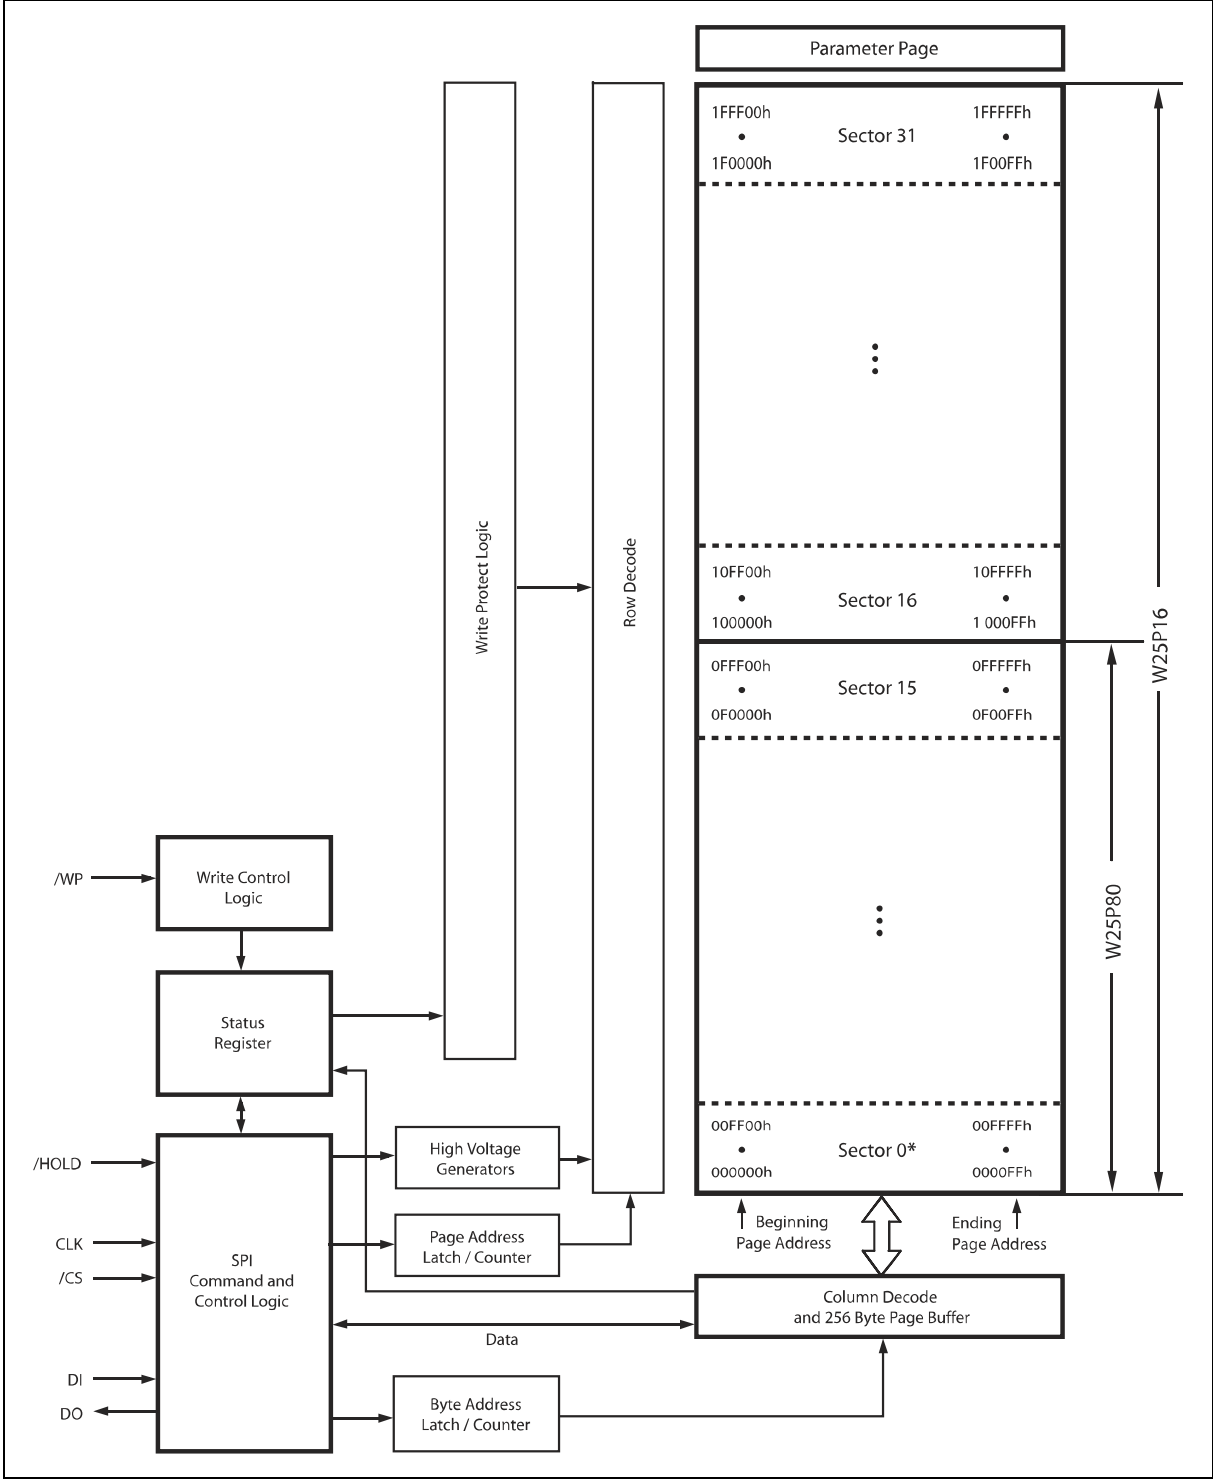 Parameter Page
1FFF00h
1FFFFFh
Sector 31
1F0000h
1F00FFh
Write Protect Logic
Row Decode
10FF00h
10FFFFh
Sector 16
100000h
1 000FFh
W25P16
0FFF00h
0FFFFFh
Sector 15
0F0000h
0F00FFh
/WP
Write Control
Logic
W25P80
Status
Register
00FF00h
00FFFFh
Sector 0*
000000h
0000FFh
/HOLD
High Voltage
Generators
Beginning
Page Address
Ending
Page Address
CLK
/CS
SPI
Command and
Control Logic
Page Address
Latch / Counter
Column Decode
and 256 Byte Page Buffer
Data
DI
DO
Byte Address
Latch / Counter